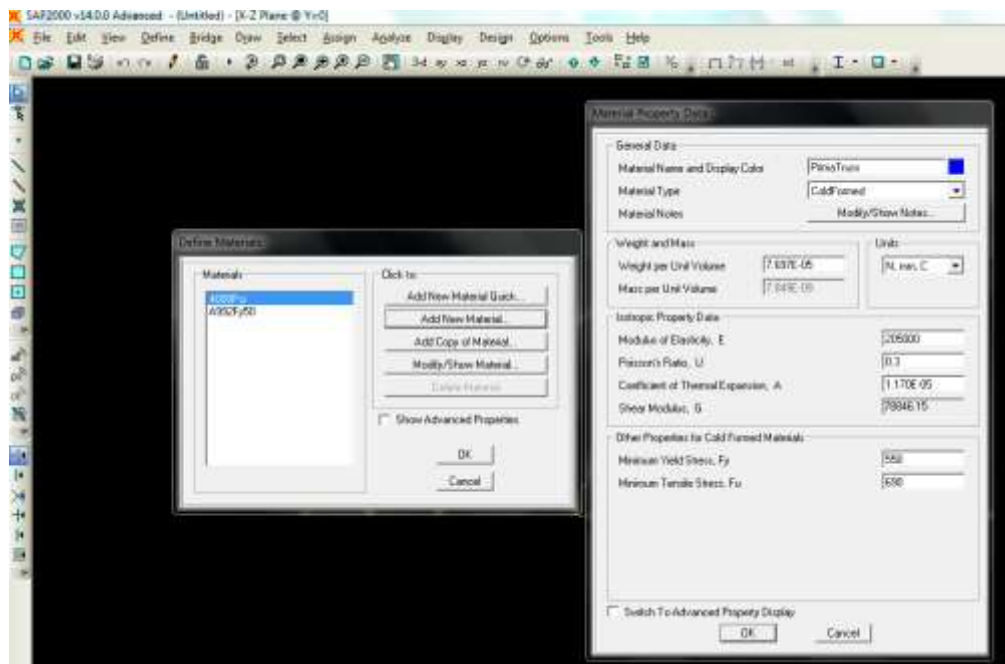 SAP2000 v14.0.0 Advanced - (Untitled) - [X-Z Plane @ Y=0]
File Edit View Define Bridge Draw Select Assign Analyze Display Design Options Tools Help
Define Materials
Materials
4000Psi
A992Fy50
Click to:
Add New Material Quick...
Add New Material...
Add Copy of Material...
Modify/Show Material...
Delete Material
Show Advanced Properties
OK
Cancel
Material Property Data
General Data
Material Name and Display Color
Material Type ColdFormed
Material Notes Modify/Show Notes...
Weight and Mass
Weight per Unit Volume 7.697E-05
Mass per Unit Volume 7.849E-09
Units
N, mm, C
Isotropic Property Data
Modulus of Elasticity, E 205000
Poisson's Ratio, U 0.3
Coefficient of Thermal Expansion, A 1.170E-05
Shear Modulus, G 78846.15
Other Properties for Cold Formed Materials
Minimum Yield Stress, Fy 550
Minimum Tensile Stress, Fu
Switch To Advanced Property Display
OK
Cancel